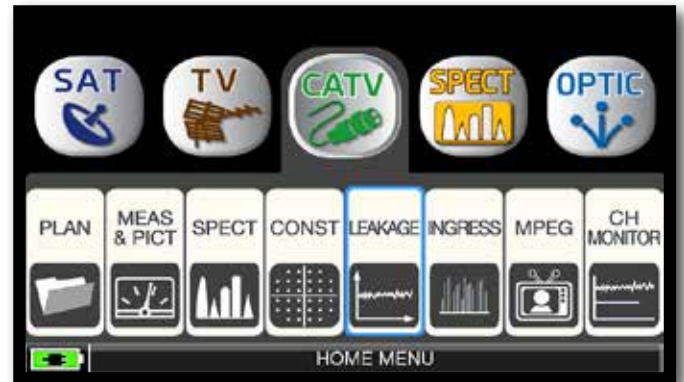 SAT
TV
CATV
SPECT
OPTIC
PLAN
MEAS
& PICT
SPECT
CONST
LEAKAGE
INGRESS
MPEG
CH
MONITOR
HOME MENU